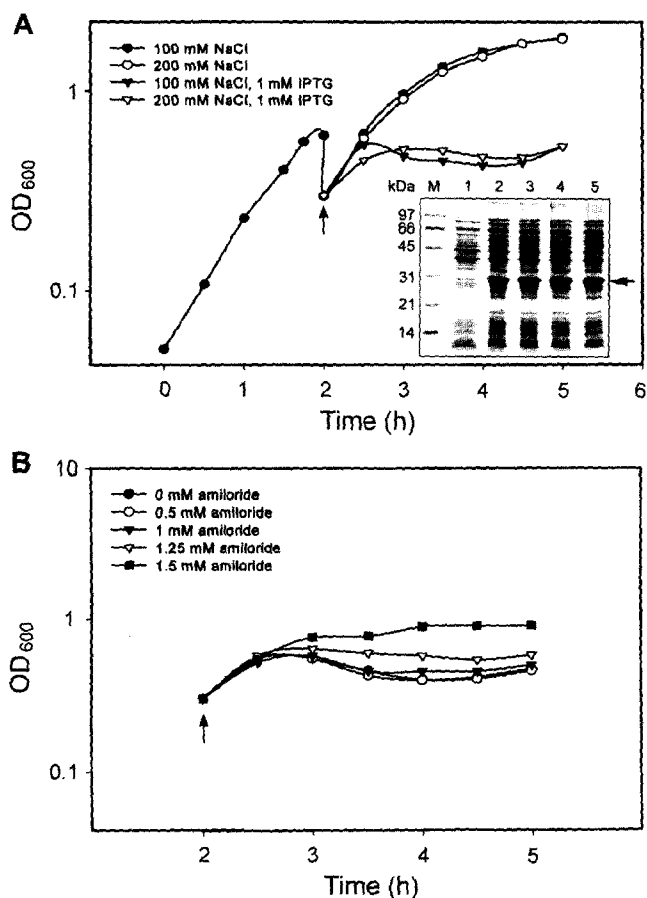 A
100 mM NaCl
200 mM NaCl
100 mM NaCl, 1 mM IPTG
200 mM NaCl, 1 mM IPTG
1
0.1
OD600
kDa M 1 2 3 4 5
97
66
45
31
21
14
0 1 2 3 4 5 6
Time (h)
B
10
0 mM amiloride
0.5 mM amiloride
1 mM amiloride
1.25 mM amiloride
1.5 mM amiloride
1
0.1
OD600
2 3 4 5
Time (h)